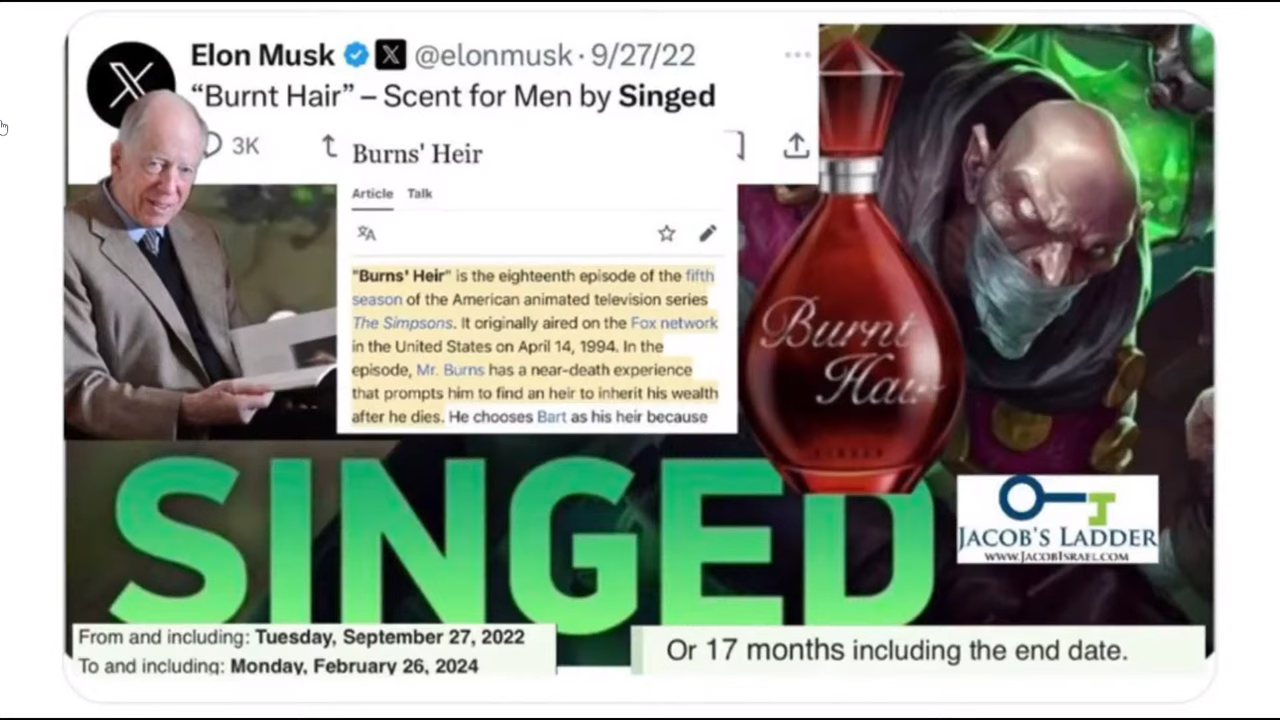 Elon Musk @elonmusk · 9/27/22
“Burnt Hair” – Scent for Men by Singed
3K
Burns' Heir
Article Talk
"Burns' Heir" is the eighteenth episode of the fifth
season of the American animated television series
The Simpsons. It originally aired on the Fox network
in the United States on April 14, 1994. In the
episode, Mr. Burns has a near-death experience
that prompts him to find an heir to inherit his wealth
after he dies. He chooses Bart as his heir because
Burnt
Hair
SINGED
JACOB'S LADDER
WWW.JACOBISRAEL.COM
From and including: Tuesday, September 27, 2022
To and including: Monday, February 26, 2024
Or 17 months including the end date.